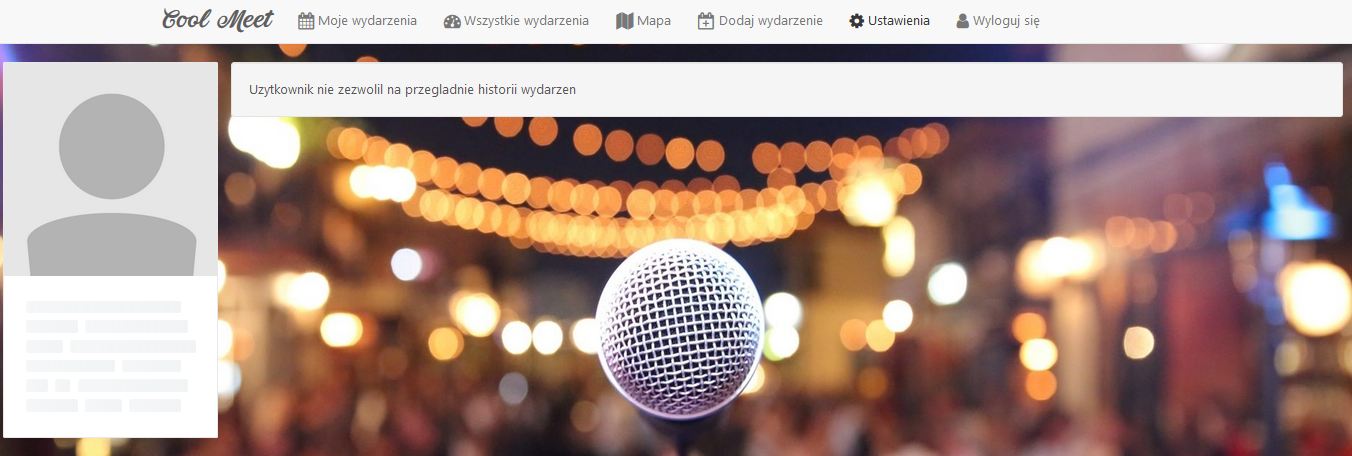 Cool Meet Moje wydarzenia Wszystkie wydarzenia Mapa Dodaj wydarzenie Ustawienia Wyloguj się
Uzytkownik nie zezwolil na przegladnie historii wydarzen